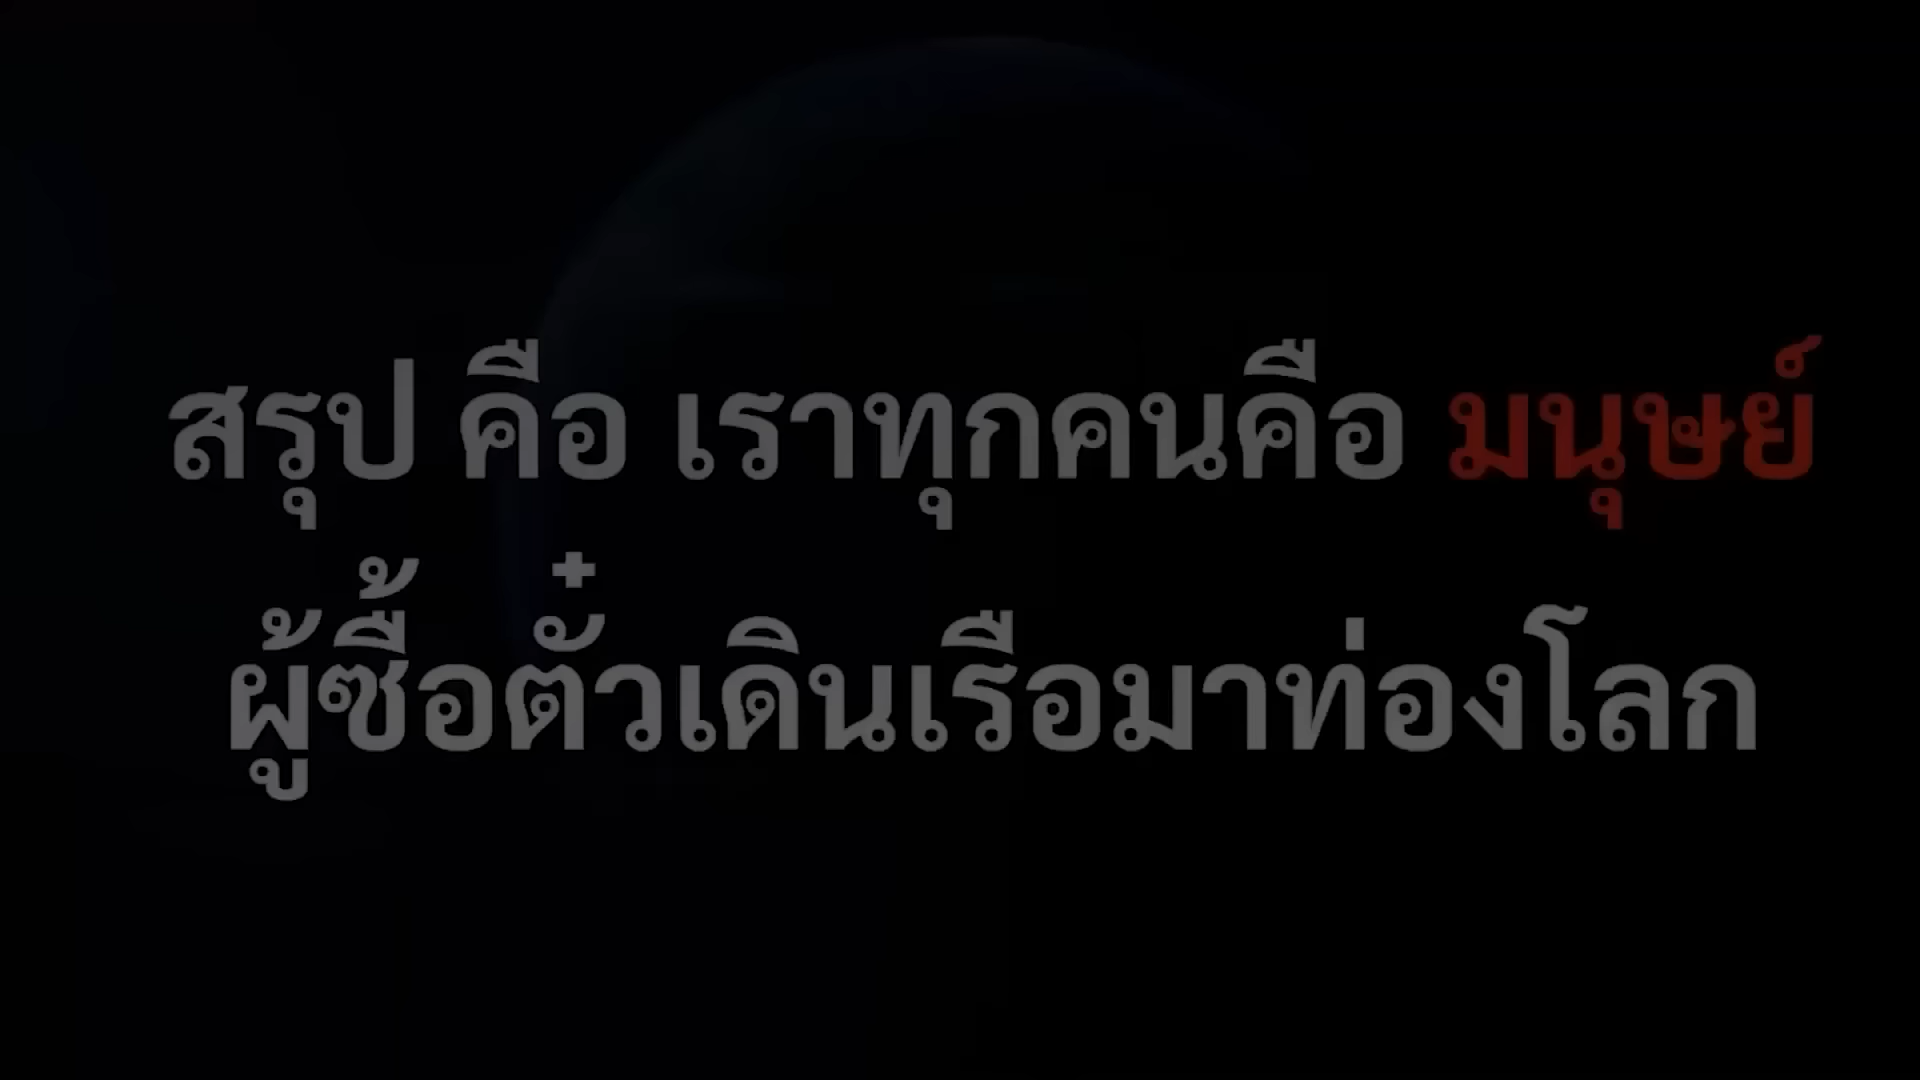 สรุป คือ เราทุกคนคือ มนุษย์
ผู้ซื้อตั๋วเดินเรือมาท่องโลก